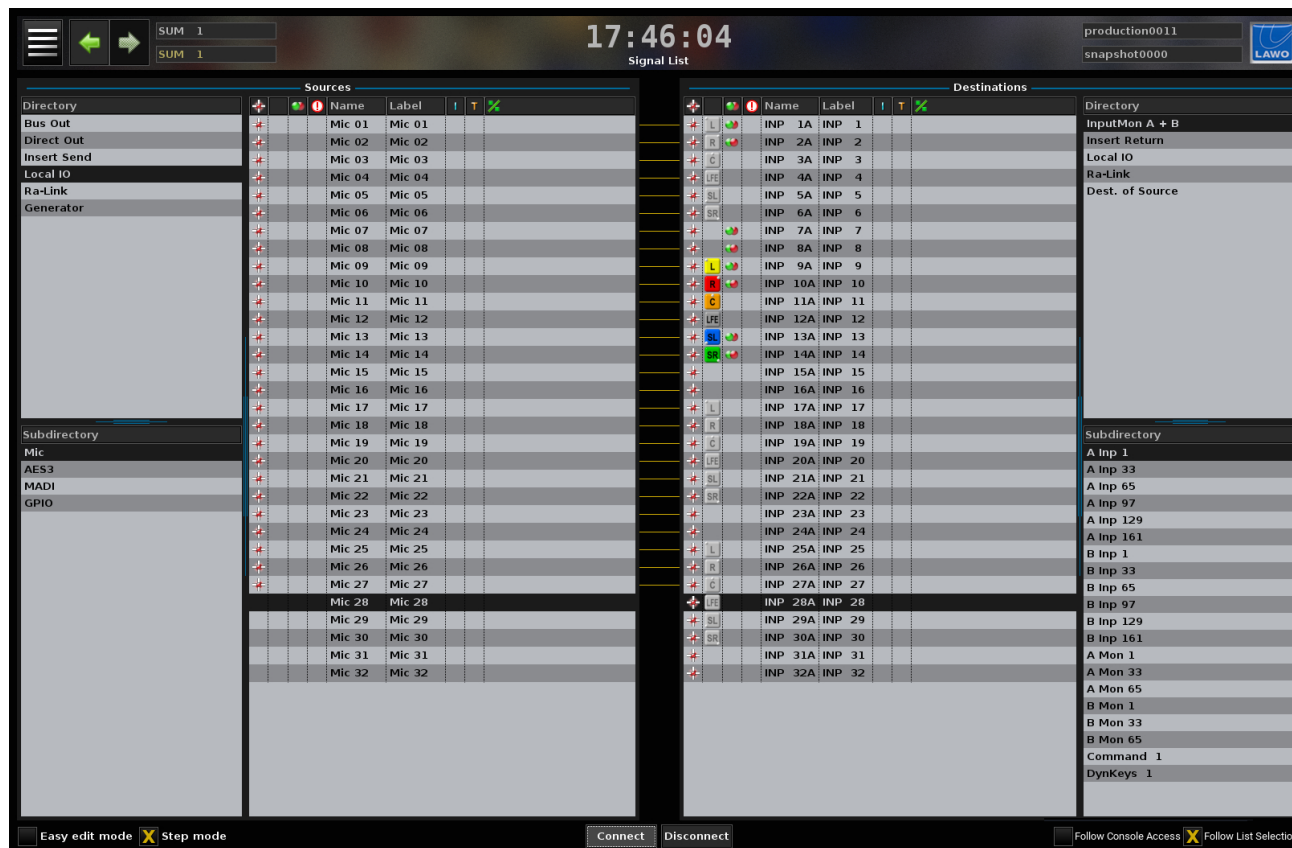 SUM 1
SUM 1
17:46:04
Signal List
production0011
snapshot0000
LAWO
Sources
Directory
Bus Out
Direct Out
Insert Send
Local IO
Ra-Link
Generator
Subdirectory
Mic
AES3
MADI
GPIO
Name Label ! T
Mic 01 Mic 01
Mic 02 Mic 02
Mic 03 Mic 03
Mic 04 Mic 04
Mic 05 Mic 05
Mic 06 Mic 06
Mic 07 Mic 07
Mic 08 Mic 08
Mic 09 Mic 09
Mic 10 Mic 10
Mic 11 Mic 11
Mic 12 Mic 12
Mic 13 Mic 13
Mic 14 Mic 14
Mic 15 Mic 15
Mic 16 Mic 16
Mic 17 Mic 17
Mic 18 Mic 18
Mic 19 Mic 19
Mic 20 Mic 20
Mic 21 Mic 21
Mic 22 Mic 22
Mic 23 Mic 23
Mic 24 Mic 24
Mic 25 Mic 25
Mic 26 Mic 26
Mic 27 Mic 27
Mic 28 Mic 28
Mic 29 Mic 29
Mic 30 Mic 30
Mic 31 Mic 31
Mic 32 Mic 32
Destinations
Name Label ! T
L INP 1A INP 1
R INP 2A INP 2
C INP 3A INP 3
LFE INP 4A INP 4
SL INP 5A INP 5
SR INP 6A INP 6
INP 7A INP 7
INP 8A INP 8
L INP 9A INP 9
R INP 10A INP 10
C INP 11A INP 11
LFE INP 12A INP 12
SL INP 13A INP 13
SR INP 14A INP 14
INP 15A INP 15
INP 16A INP 16
L INP 17A INP 17
R INP 18A INP 18
C INP 19A INP 19
LFE INP 20A INP 20
SL INP 21A INP 21
SR INP 22A INP 22
INP 23A INP 23
INP 24A INP 24
L INP 25A INP 25
R INP 26A INP 26
C INP 27A INP 27
LFE INP 28A INP 28
SL INP 29A INP 29
SR INP 30A INP 30
INP 31A INP 31
INP 32A INP 32
Directory
InputMon A + B
Insert Return
Local IO
Ra-Link
Dest. of Source
Subdirectory
A Inp 1
A Inp 33
A Inp 65
A Inp 97
A Inp 129
A Inp 161
B Inp 1
B Inp 33
B Inp 65
B Inp 97
B Inp 129
B Inp 161
A Mon 1
A Mon 33
A Mon 65
B Mon 1
B Mon 33
B Mon 65
Command 1
DynKeys 1
Easy edit mode X Step mode
Connect Disconnect
Follow Console Access X Follow List Selectio